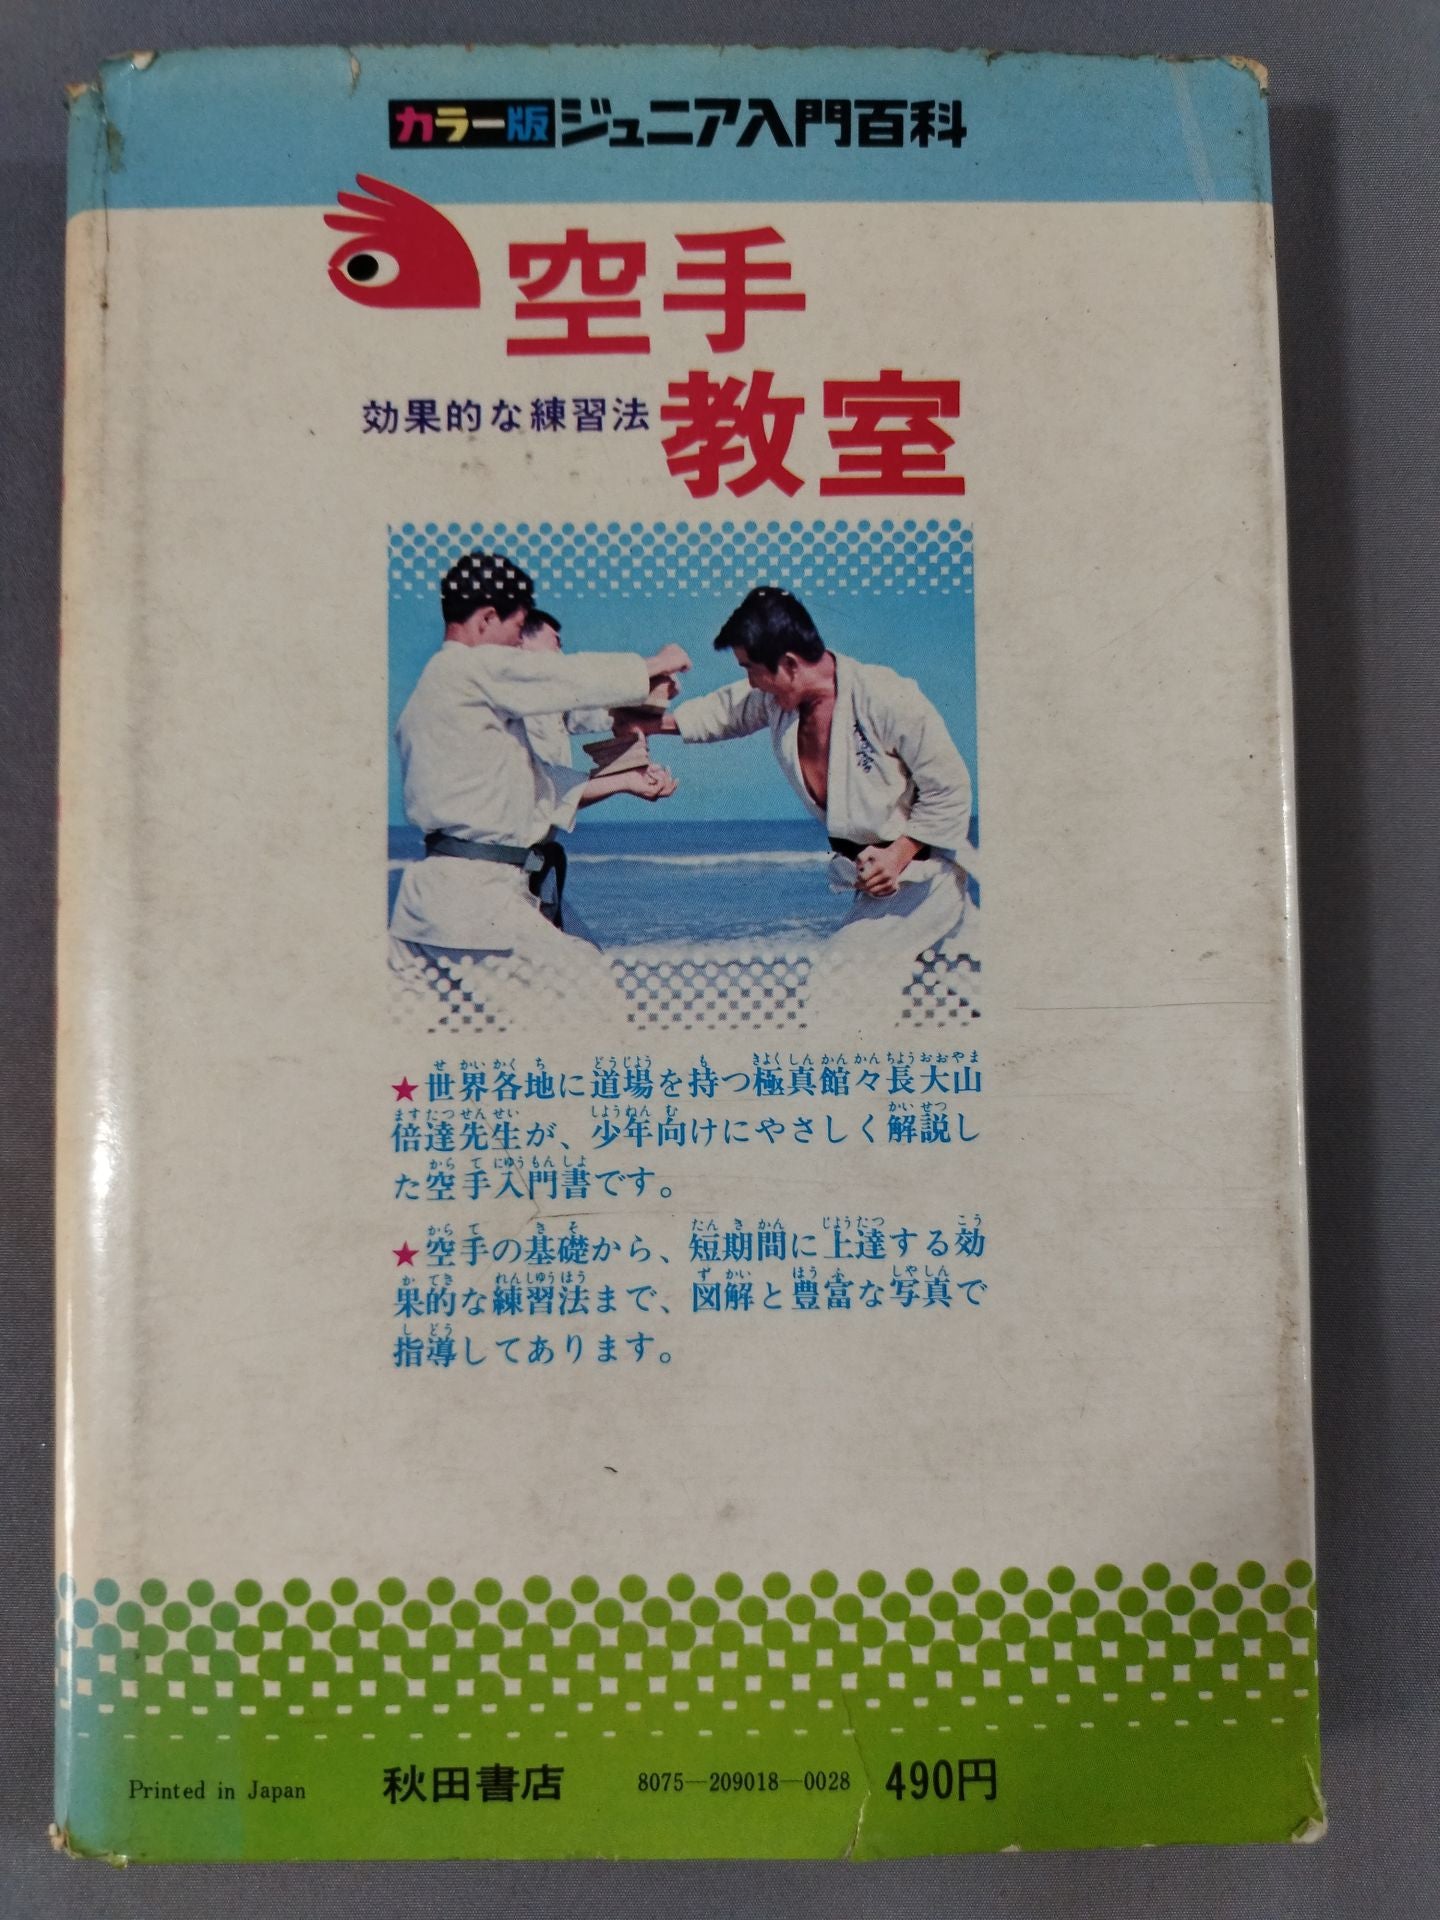 カラー版ジュニア入門百科
空手
教室
効果的な練習法
★世界各地に道場を持つ極真館々長大山
倍達先生が、少年向けにやさしく解説し
た空手入門書です。
★空手の基礎から、短期間に上達する効
果的な練習法まで、図解と豊富な写真で
指導してあります。
Printed in Japan 秋田書店 8075—209018—0028 490円